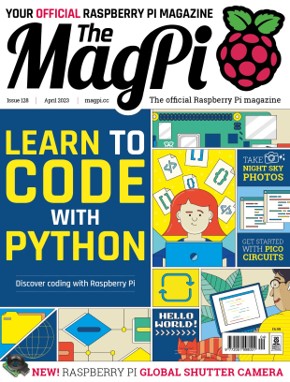 YOUR OFFICIAL RASPBERRY PI MAGAZINE
The
MagPi
Issue 128 | April 2023 | magpi.cc
The official Raspberry Pi magazine
LEARN TO
CODE
WITH
PYTHON
Discover coding with Raspberry Pi
TAKE
NIGHT SKY
PHOTOS
GET STARTED
WITH PICO
CIRCUITS
HELLO
WORLD!
NEW! RASPBERRY PI GLOBAL SHUTTER CAMERA